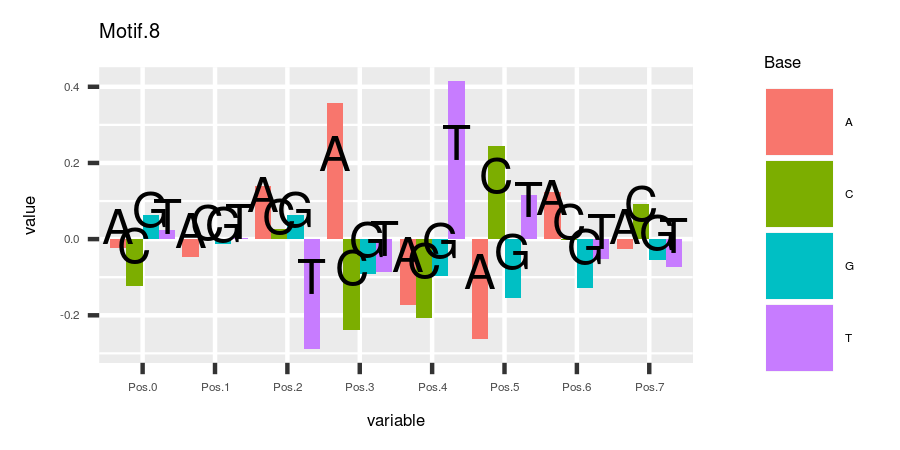 Motif.8
Base
value
0.4
0.2
0.0
-0.2
A C G T A C G T A C G T A C G T A C G T A C G T A C G T A C G T
Pos.0 Pos.1 Pos.2 Pos.3 Pos.4 Pos.5 Pos.6 Pos.7
variable
A
C
G
T